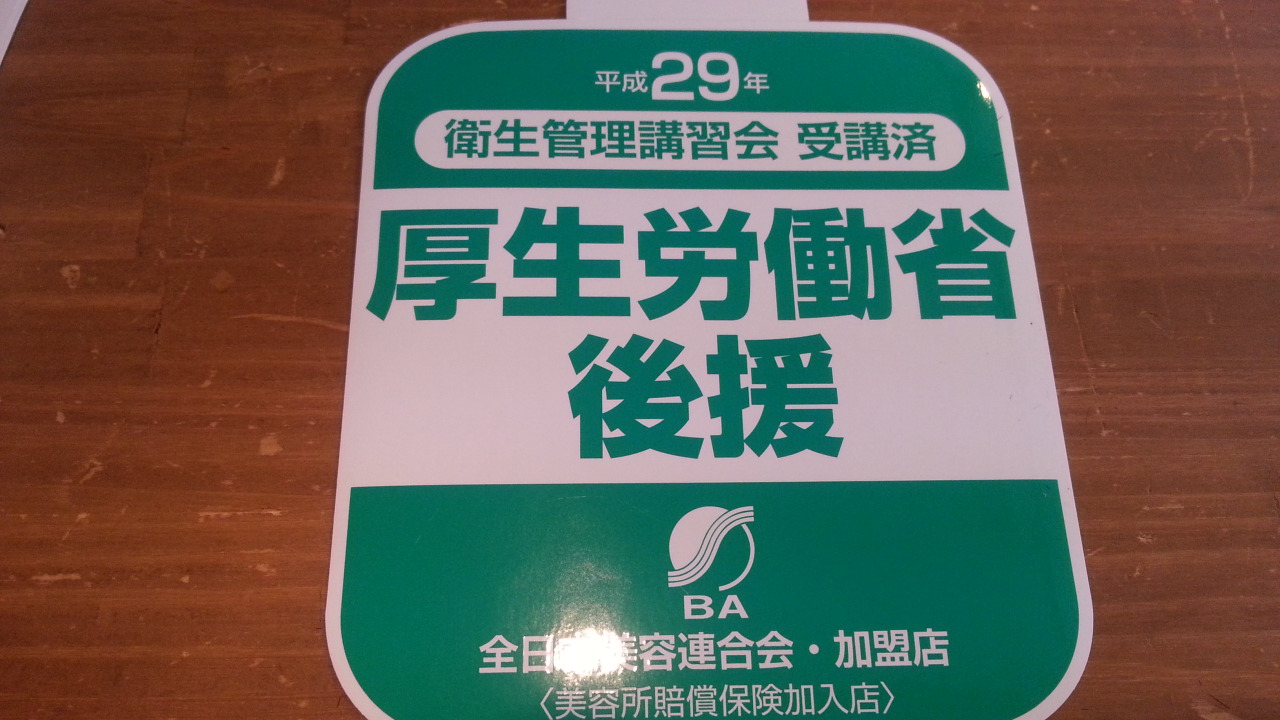 平成29年
衛生管理講習会 受講済
厚生労働省
後援
BA
全日 美容連合会・加盟店
〈美容所賠償保険加入店〉